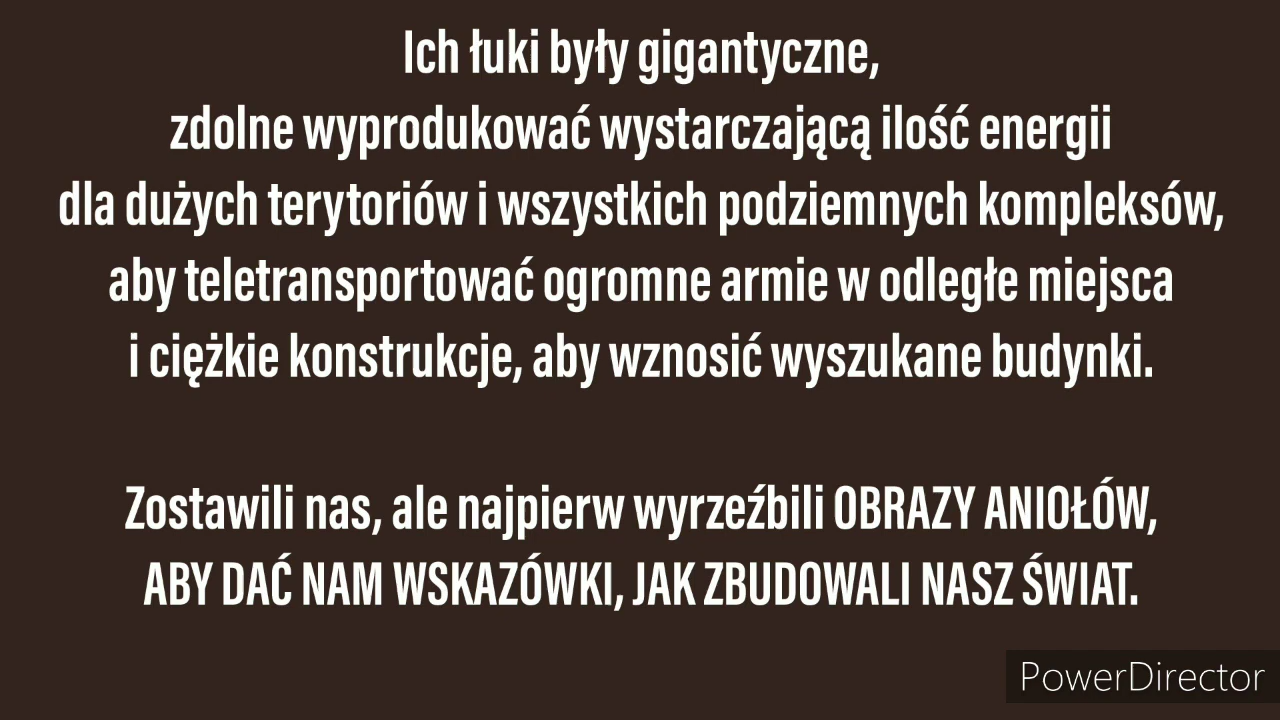 Ich łuki były gigantyczne,
zdolne wyprodukować wystarczającą ilość energii
dla dużych terytoriów i wszystkich podziemnych kompleksów,
aby teletransportować ogromne armie w odległe miejsca
i ciężkie konstrukcje, aby wznosić wyszukane budynki.
Zostawili nas, ale najpierw wyrzeźbili OBRAZY ANIOŁÓW,
ABY DAĆ NAM WSKAZÓWKI, JAK ZBUDOWALI NASZ ŚWIAT.
PowerDirector